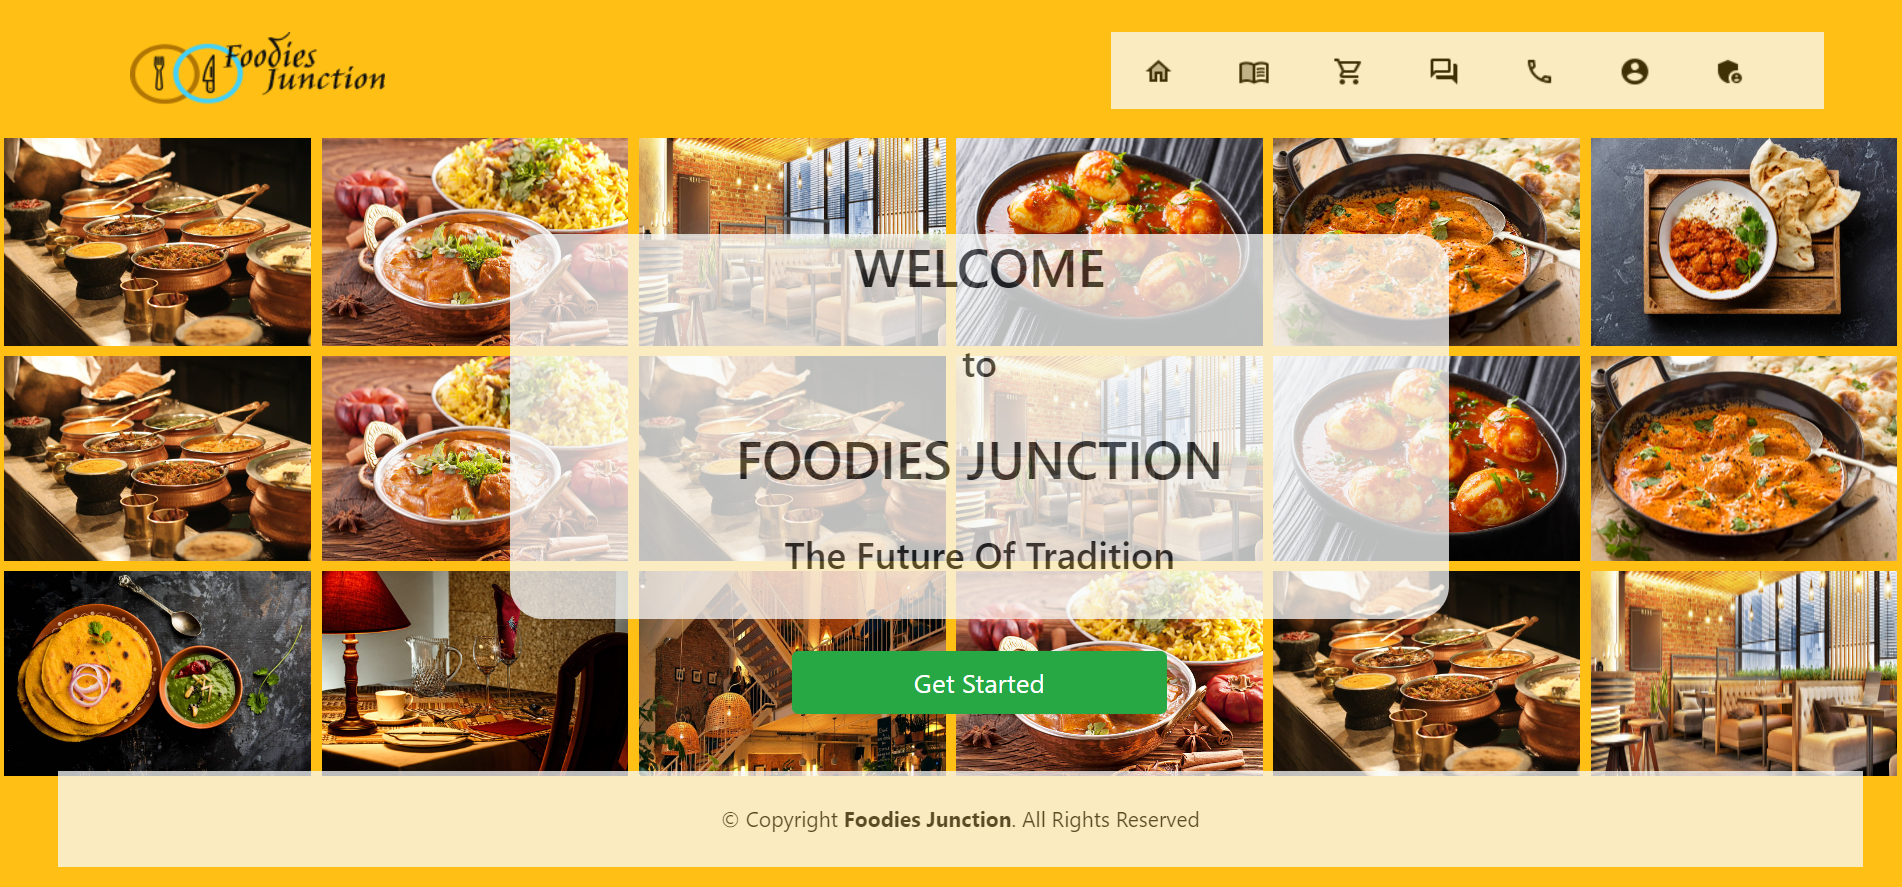 Foodies
Junction
WELCOME
to
FOODIES JUNCTION
The Future Of Tradition
Get Started
© Copyright Foodies Junction. All Rights Reserved